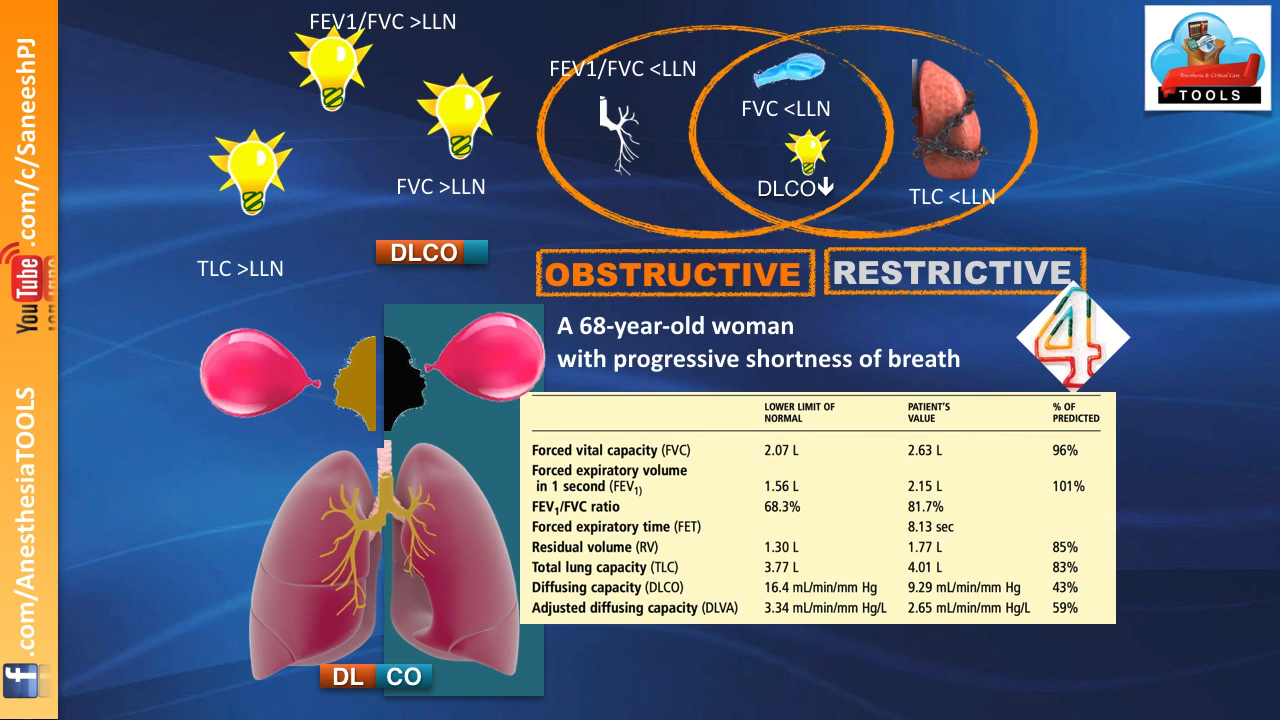 FEV1/FVC >LLN
FVC >LLN
TLC >LLN
DLCO
FEV1/FVC <LLN
FVC <LLN
DLCO
TLC <LLN
OBSTRUCTIVE
RESTRICTIVE
Anesthesia & Critical Care
TOOLS
4
A 68-year-old woman
with progressive shortness of breath
LOWER LIMIT OF NORMAL PATIENT'S VALUE % OF PREDICTED
Forced vital capacity (FVC) 2.07 L 2.63 L 96%
Forced expiratory volume
in 1 second (FEV1) 1.56 L 2.15 L 101%
FEV1/FVC ratio 68.3% 81.7%
Forced expiratory time (FET) 8.13 sec
Residual volume (RV) 1.30 L 1.77 L 85%
Total lung capacity (TLC) 3.77 L 4.01 L 83%
Diffusing capacity (DLCO) 16.4 mL/min/mm Hg 9.29 mL/min/mm Hg 43%
Adjusted diffusing capacity (DLVA) 3.34 mL/min/mm Hg/L 2.65 mL/min/mm Hg/L 59%
DL CO
YouTube .com/c/SaneeshPJ
f .com/AnesthesiaTOOLS